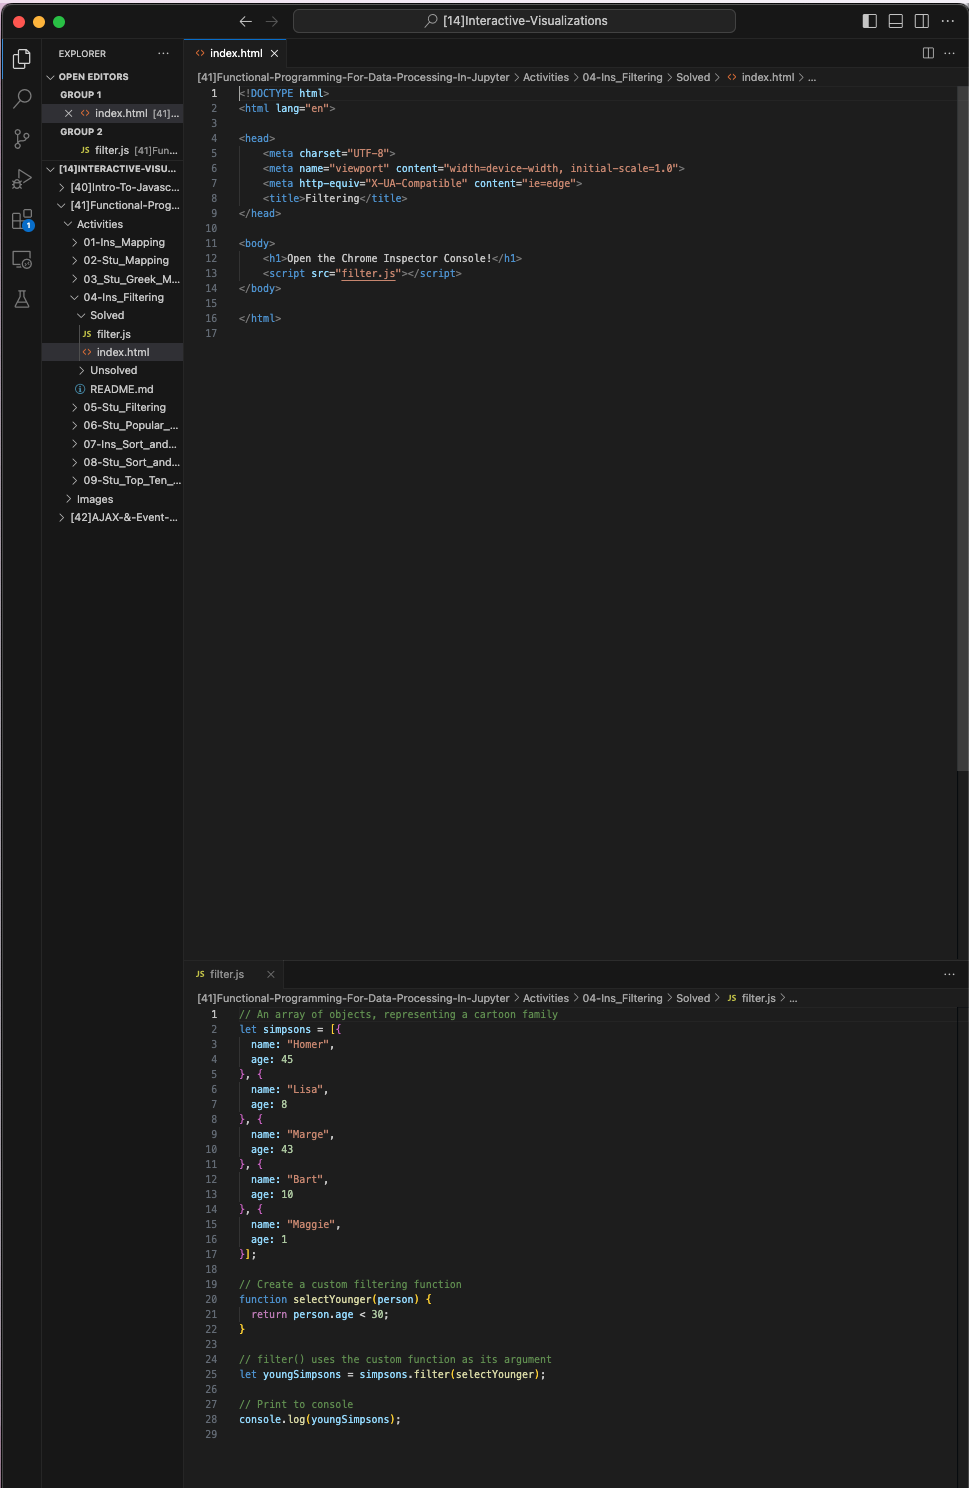 [14]Interactive-Visualizations
EXPLORER
OPEN EDITORS
GROUP 1
index.html [41]...
GROUP 2
JS filter.js [41]Fun...
[14]INTERACTIVE-VISU...
[40]Intro-To-Javasc...
[41]Functional-Prog...
Activities
01-Ins_Mapping
02-Stu_Mapping
03_Stu_Greek_M...
04-Ins_Filtering
Solved
JS filter.js
index.html
Unsolved
README.md
05-Stu_Filtering
06-Stu_Popular_...
07-Ins_Sort_and...
08-Stu_Sort_and...
09-Stu_Top_Ten_...
Images
[42]AJAX-&-Event-...
1
index.html
[41]Functional-Programming-For-Data-Processing-In-Jupyter > Activities > 04-Ins_Filtering > Solved > <> index.html > ...
1 <!DOCTYPE html>
2 <html lang="en">
3
4 <head>
5 <meta charset="UTF-8">
6 <meta name="viewport" content="width=device-width, initial-scale=1.0">
7 <meta http-equiv="X-UA-Compatible" content="ie=edge">
8 <title>Filtering</title>
9 </head>
10
11 <body>
12 <h1>Open the Chrome Inspector Console!</h1>
13 <script src="filter.js"></script>
14 </body>
15
16 </html>
17
JS filter.js
[41]Functional-Programming-For-Data-Processing-In-Jupyter > Activities > 04-Ins_Filtering > Solved > JS filter.js > ...
1 // An array of objects, representing a cartoon family
2 let simpsons = [{
3 name: "Homer",
4 age: 45
5 }, {
6 name: "Lisa",
7 age: 8
8 }, {
9 name: "Marge",
10 age: 43
11 }, {
12 name: "Bart",
13 age: 10
14 }, {
15 name: "Maggie",
16 age: 1
17 }];
18
19 // Create a custom filtering function
20 function selectYounger(person) {
21 return person.age < 30;
22 }
23
24 // filter() uses the custom function as its argument
25 let youngSimpsons = simpsons.filter(selectYounger);
26
27 // Print to console
28 console.log(youngSimpsons);
29